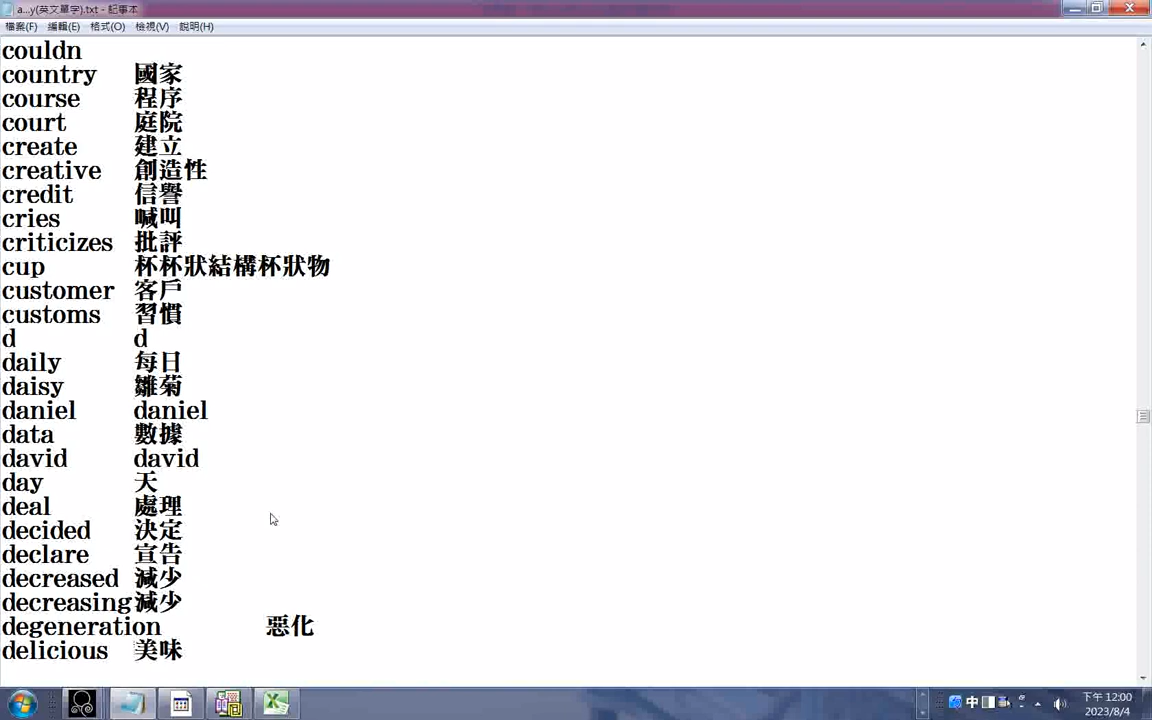 a...y(英文單字).txt - 記事本
檔案(F) 編輯(E) 格式(O) 檢視(V) 說明(H)
couldn
country 國家
course 程序
court 庭院
create 建立
creative 創造性
credit 信譽
cries 喊叫
criticizes 批評
cup 杯杯狀結構杯狀物
customer 客戶
customs 習慣
d d
daily 每日
daisy 雛菊
daniel daniel
data 數據
david david
day 天
deal 處理
decided 決定
declare 宣告
decreased 減少
decreasing 減少
degeneration 惡化
delicious 美味
中
下午 12:00
2023/8/4